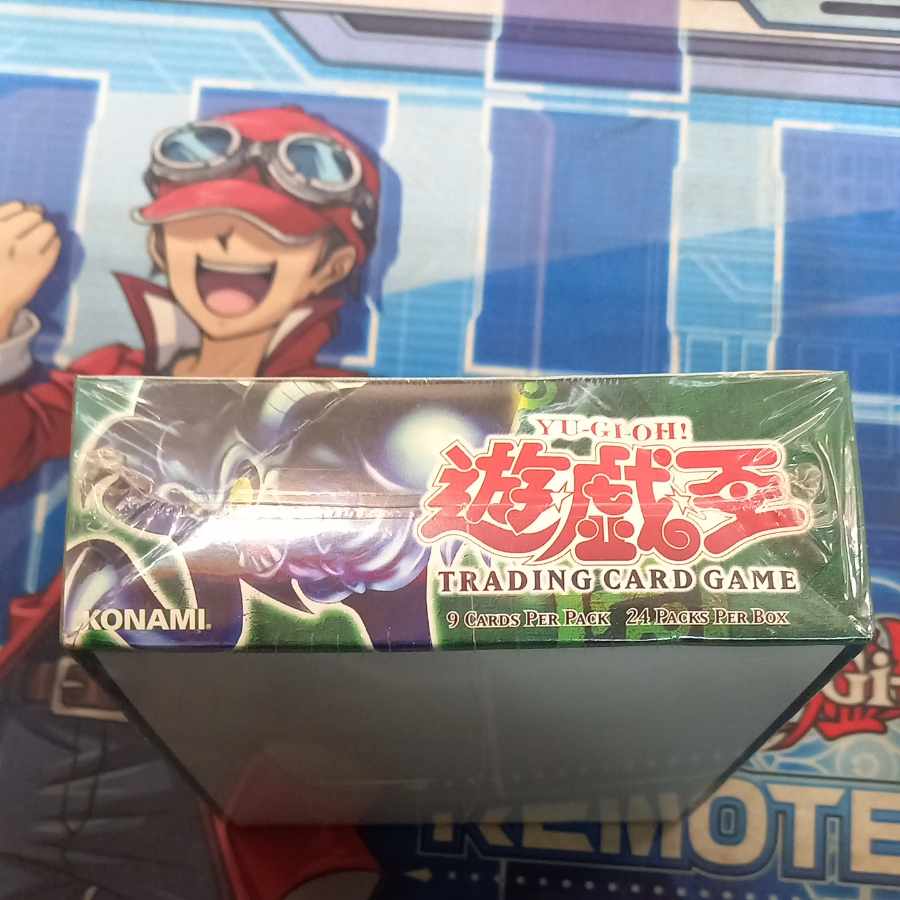 YU-GI-OH!
遊戯王
TRADING CARD GAME
9 CARDS PER PACK 24 PACKS PER BOX
KONAMI
Gi-
REMOTE